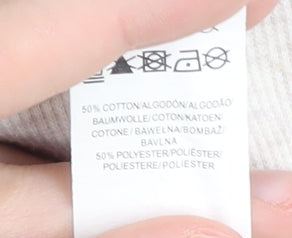 50% COTTON/ALGODÓN/ALGODÃO/
BAUMWOLLE/COTON/KATOEN/
COTONE/BAWEŁNA/BOMBAŽ/
BAVLNA
50% POLYESTER/POLIÉSTER/
POLIESTERE/POLIESTER